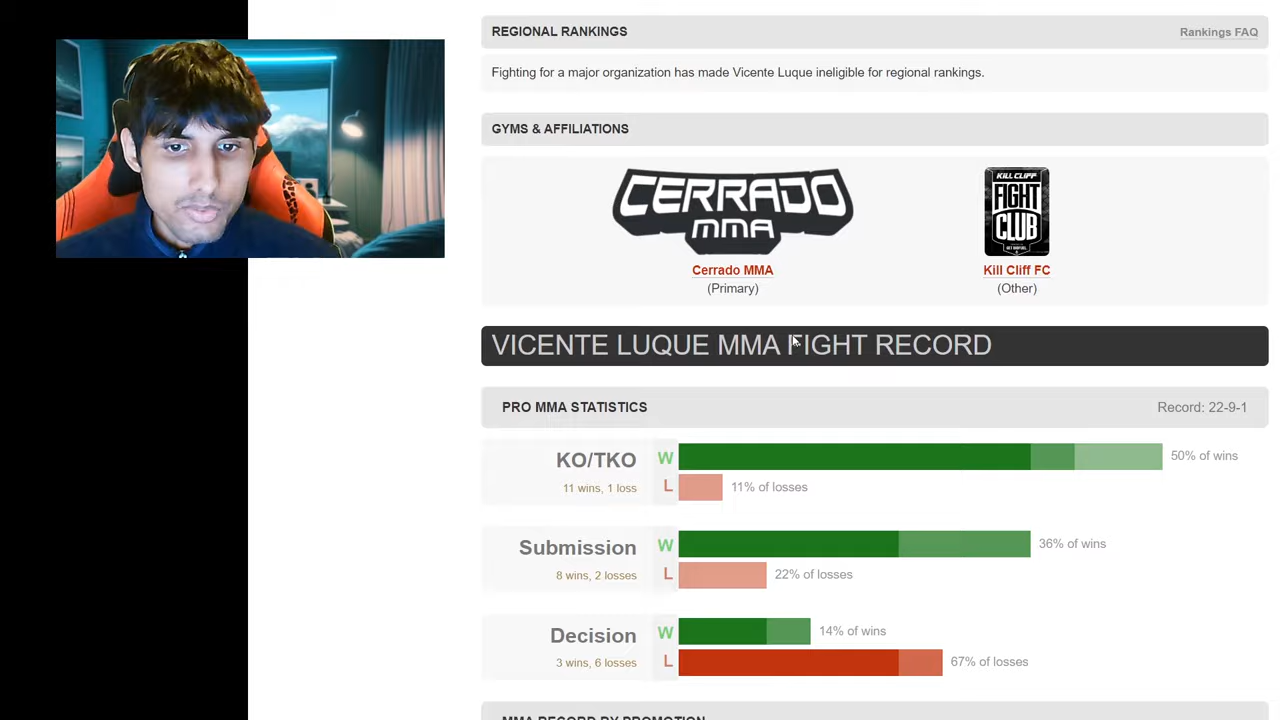 REGIONAL RANKINGS
Rankings FAQ
Fighting for a major organization has made Vicente Luque ineligible for regional rankings.
GYMS & AFFILIATIONS
CERRADO
MMA
KILL CLIFF
FIGHT
CLUB
Cerrado MMA
(Primary)
Kill Cliff FC
(Other)
VICENTE LUQUE MMA FIGHT RECORD
PRO MMA STATISTICS
Record: 22-9-1
KO/TKO
11 wins, 1 loss
W
50% of wins
L
11% of losses
Submission
8 wins, 2 losses
W
36% of wins
L
22% of losses
Decision
3 wins, 6 losses
W
14% of wins
L
67% of losses
MMA RECORD BY PROMOTION